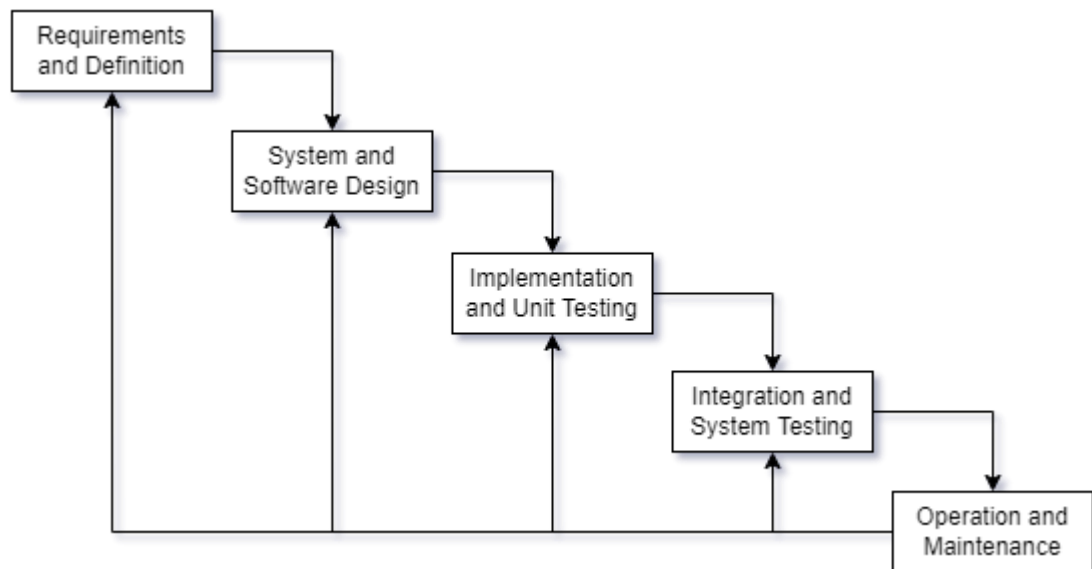 Requirements
and Definition
System and
Software Design
Implementation
and Unit Testing
Integration and
System Testing
Operation and
Maintenance